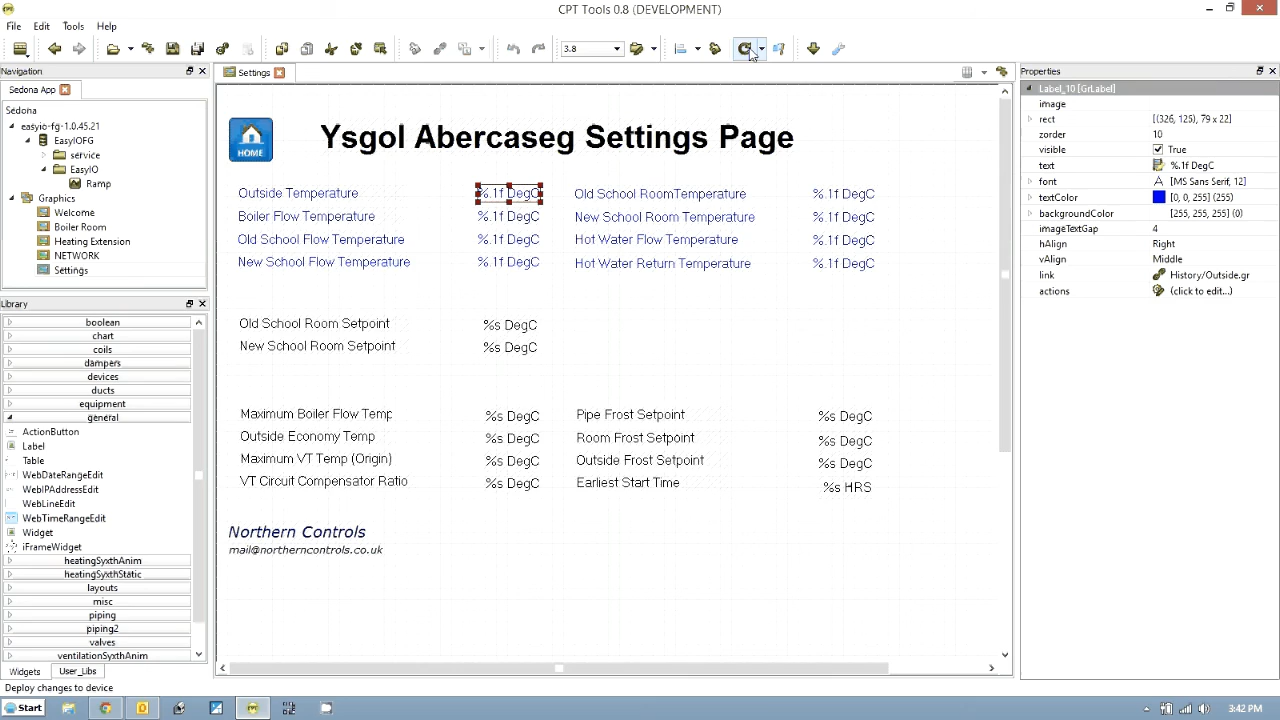 CPT Tools 0.8 (DEVELOPMENT)
File Edit Tools Help
3.8
Navigation
Sedona App
Sedona
easyio-fg-1.0.45.21
EasyIOFG
service
EasyIO
Ramp
Graphics
Welcome
Boiler Room
Heating Extension
NETWORK
Settings
Library
boolean
chart
coils
dampers
devices
ducts
equipment
general
ActionButton
Label
Table
WebDateRangeEdit
WebIPAddressEdit
WebLineEdit
WebTimeRangeEdit
Widget
iFrameWidget
heatingSyxthAnim
heatingSyxthStatic
layouts
misc
piping
piping2
valves
ventilationSyxthAnim
Widgets User_Libs
Deploy changes to device
Settings
HOME
Ysgol Abercaseg Settings Page
Outside Temperature %.1f DegC Old School RoomTemperature %.1f DegC
Boiler Flow Temperature %.1f DegC New School Room Temperature %.1f DegC
Old School Flow Temperature %.1f DegC Hot Water Flow Temperature %.1f DegC
New School Flow Temperature %.1f DegC Hot Water Return Temperature %.1f DegC
Old School Room Setpoint %s DegC
New School Room Setpoint %s DegC
Maximum Boiler Flow Temp %s DegC Pipe Frost Setpoint %s DegC
Outside Economy Temp %s DegC Room Frost Setpoint %s DegC
Maximum VT Temp (Origin) %s DegC Outside Frost Setpoint %s DegC
VT Circuit Compensator Ratio %s DegC Earliest Start Time %s HRS
Northern Controls
mail@northerncontrols.co.uk
Properties
Label_10 [GrLabel]
image
rect [(326, 125), 79 x 22]
zorder 10
visible True
text %.1f DegC
font [MS Sans Serif, 12]
textColor [0, 0, 255] (255)
backgroundColor [255, 255, 255] (0)
imageTextGap 4
hAlign Right
vAlign Middle
link History/Outside.gr
actions (click to edit...)
Start
3:42 PM